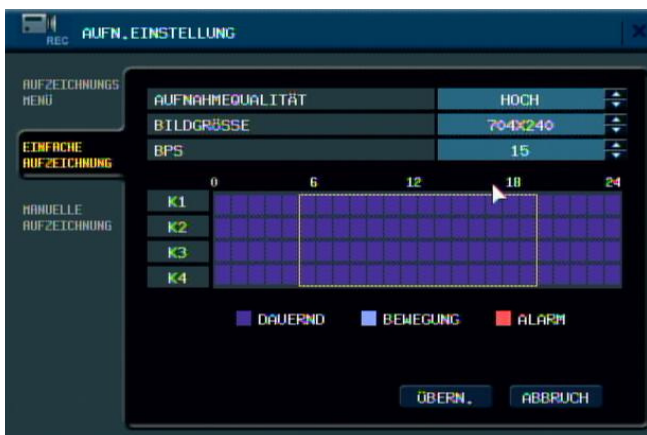 REC AUFN.EINSTELLUNG
AUFZEICHNUNGS
MENÜ
EINFACHE
AUFZEICHNUNG
MANUELLE
AUFZEICHNUNG
AUFNAHMEQUALITÄT HOCH
BILDGRÖSSE 704X240
BPS 15
0 6 12 18 24
K1
K2
K3
K4
DAUERND BEWEGUNG ALARM
ÜBERN. ABBRUCH